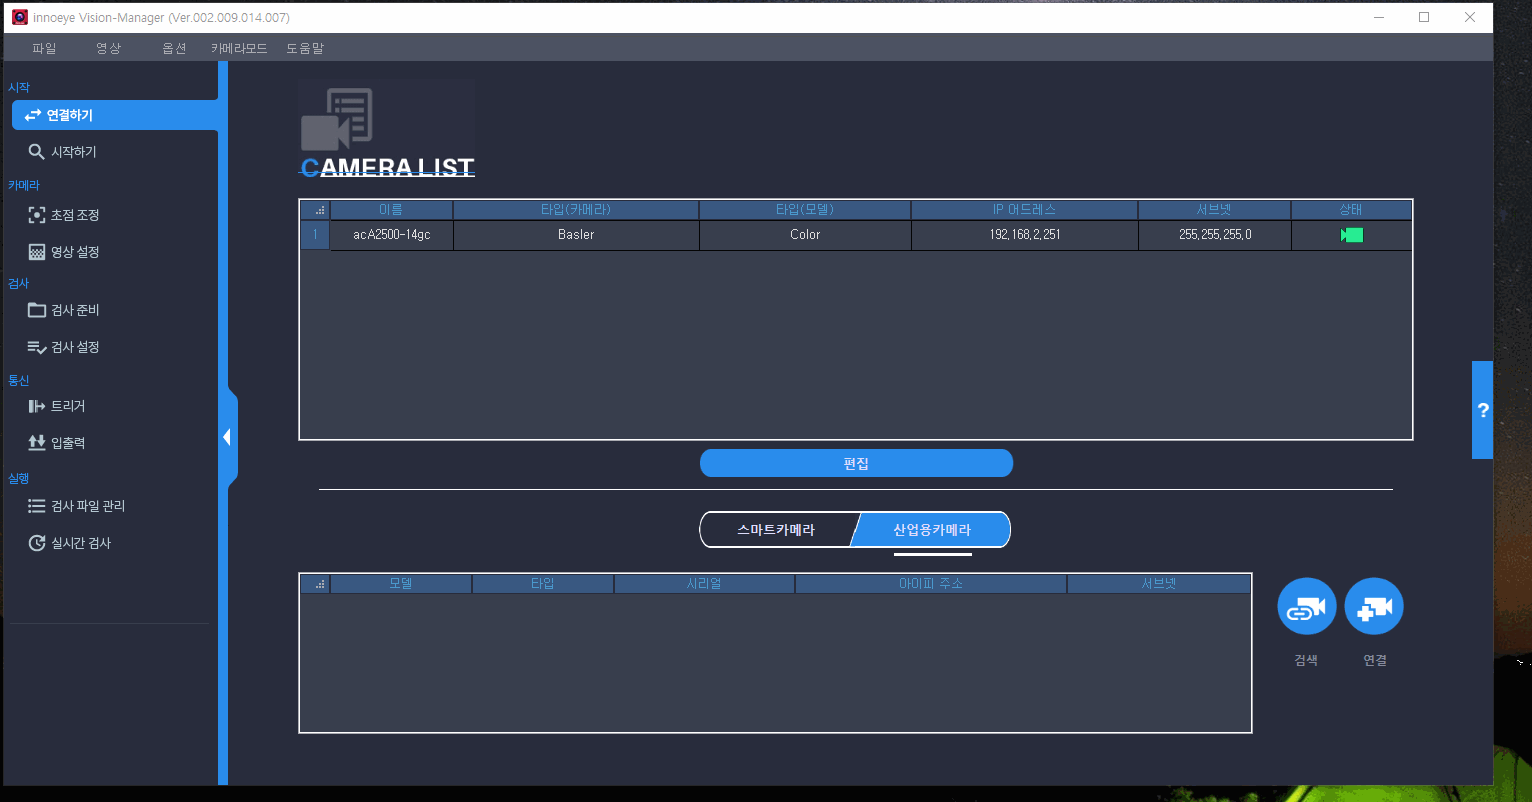 innoeye Vision-Manager (Ver.002.009.014.007)
파일 영상 옵션 카메라모드 도움말
시작
연결하기
시작하기
카메라
초점 조정
영상 설정
검사
검사 준비
검사 설정
통신
트리거
입출력
실행
검사 파일 관리
실시간 검사
CAMERA LIST
이름 타입(카메라) 타입(모델) IP 어드레스 서브넷 상태
1 acA2500-14gc Basler Color 192.168.2.251 255.255.255.0
편집
스마트카메라 산업용카메라
모델 타입 시리얼 아이피 주소 서브넷
검색 연결
?